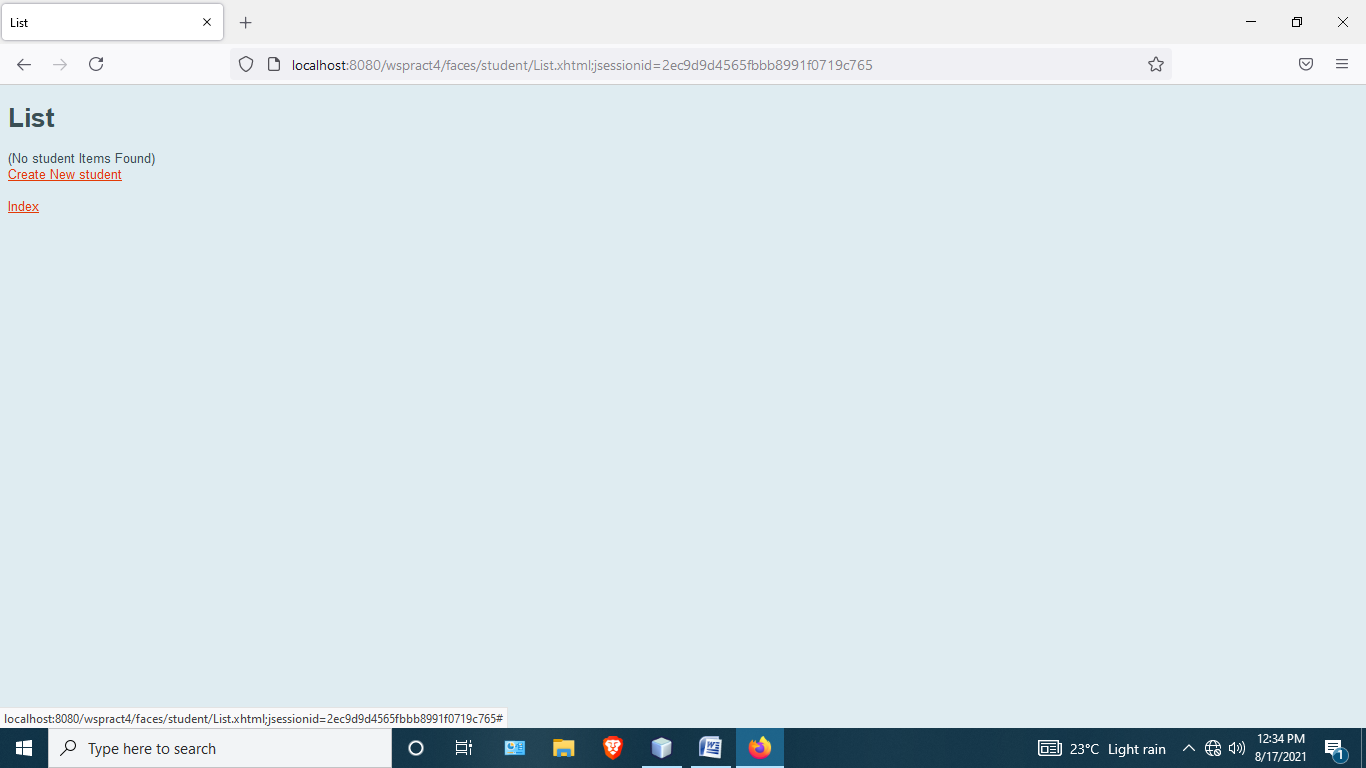 List
localhost:8080/wspract4/faces/student/List.xhtml;jsessionid=2ec9d9d4565fbbb8991f0719c765
List
(No student Items Found)
Create New student
Index
localhost:8080/wspract4/faces/student/List.xhtml;jsessionid=2ec9d9d4565fbbb8991f0719c765#
Type here to search
23°C Light rain
12:34 PM
8/17/2021
1